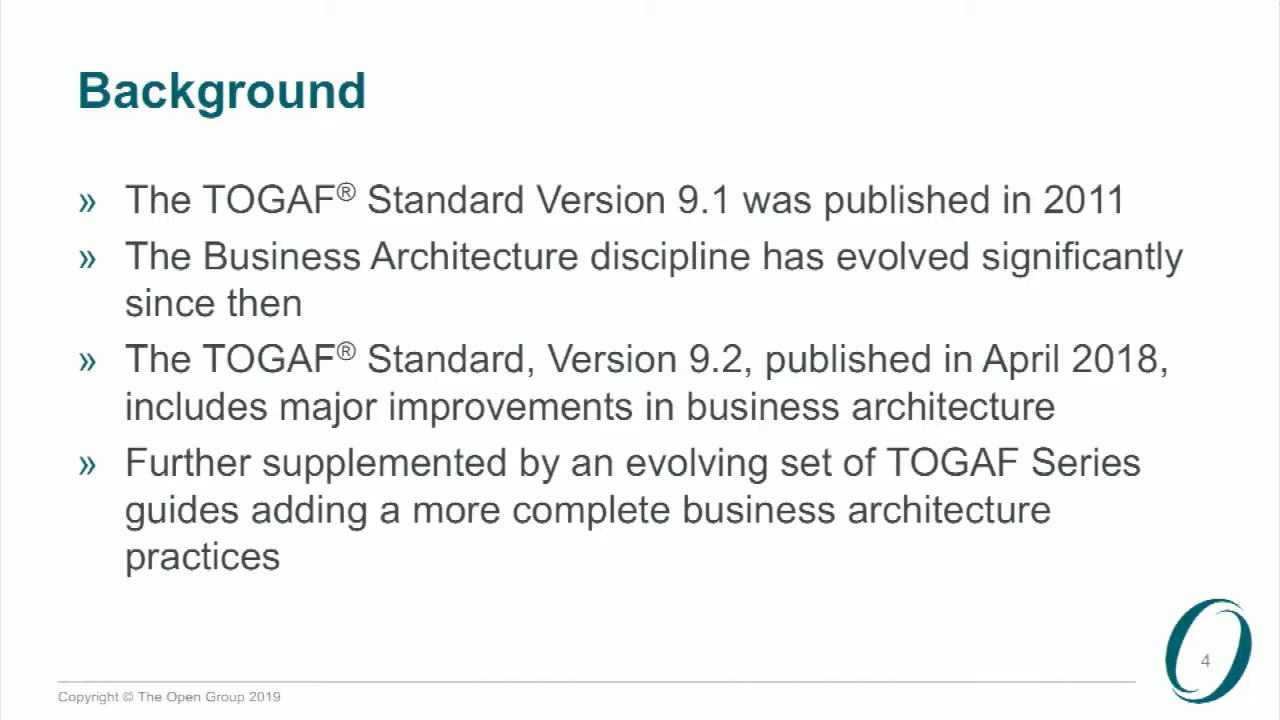 Background
» The TOGAF® Standard Version 9.1 was published in 2011
» The Business Architecture discipline has evolved significantly
since then
» The TOGAF® Standard, Version 9.2, published in April 2018,
includes major improvements in business architecture
» Further supplemented by an evolving set of TOGAF Series
guides adding a more complete business architecture
practices
4
Copyright © The Open Group 2019